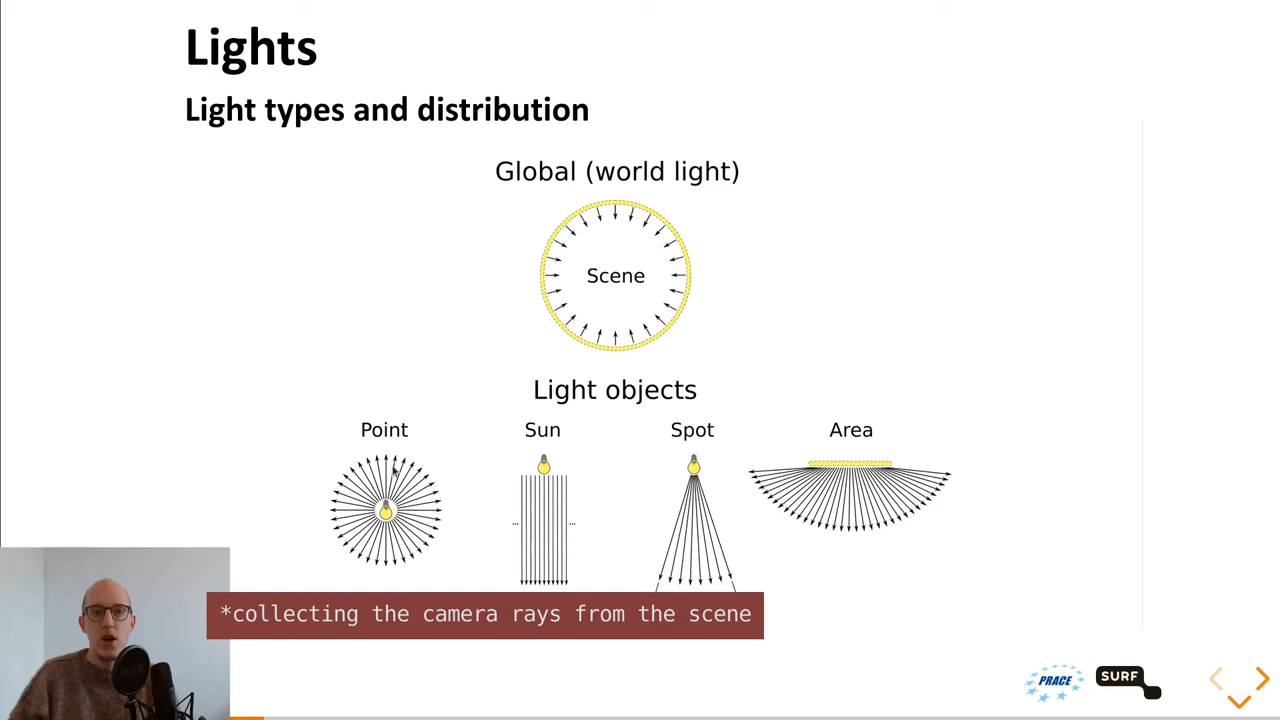 Lights
Light types and distribution
Global (world light)
Scene
Light objects
Point Sun Spot Area
... ...
*collecting the camera rays from the scene
PRACE SURF